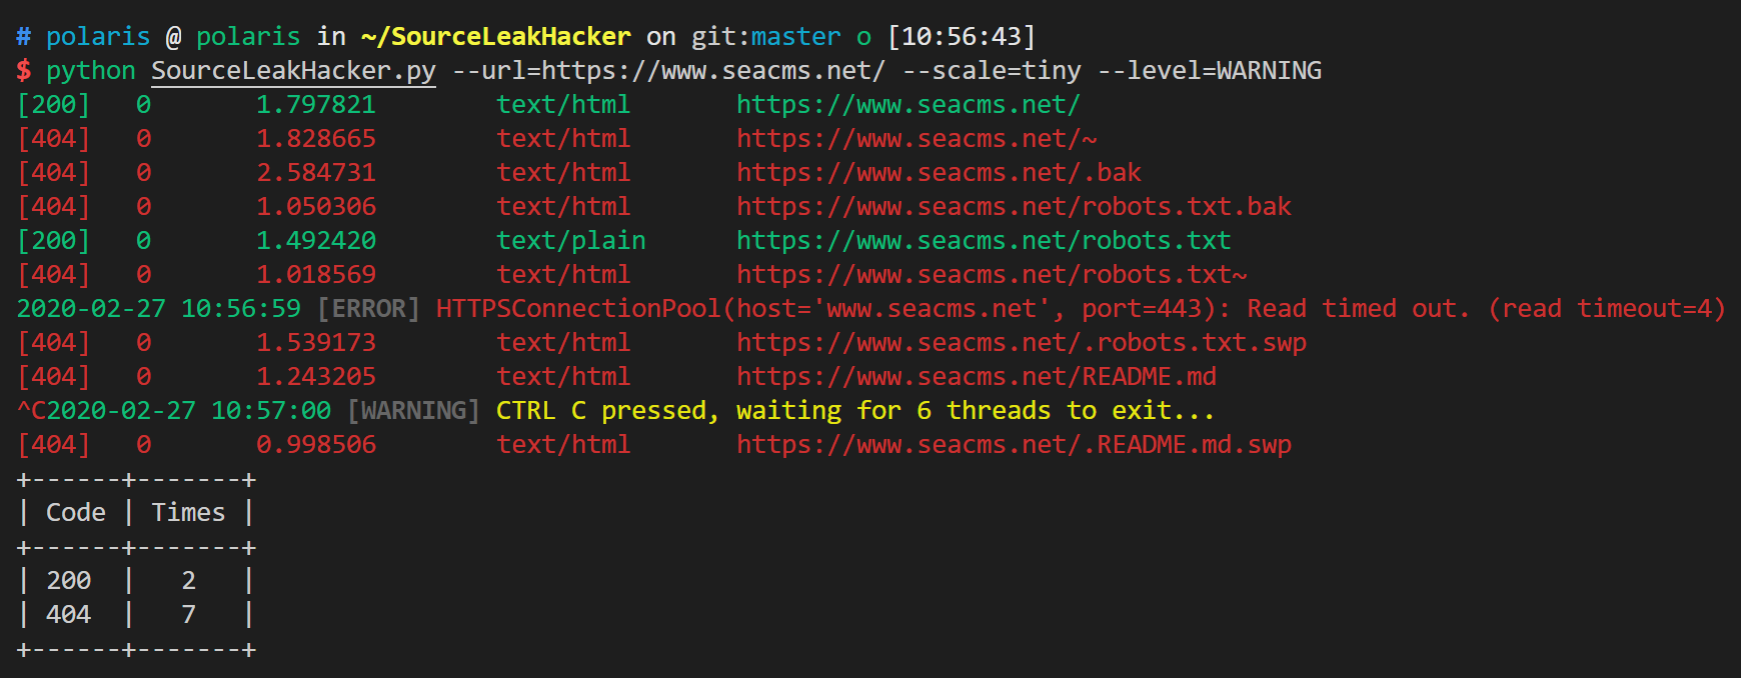 # polaris @ polaris in ~/SourceLeakHacker on git:master o [10:56:43]
$ python SourceLeakHacker.py --url=https://www.seacms.net/ --scale=tiny --level=WARNING
[200]   0       1.797821        text/html       https://www.seacms.net/
[404]   0       1.828665        text/html       https://www.seacms.net/~
[404]   0       2.584731        text/html       https://www.seacms.net/.bak
[404]   0       1.050306        text/html       https://www.seacms.net/robots.txt.bak
[200]   0       1.492420        text/plain      https://www.seacms.net/robots.txt
[404]   0       1.018569        text/html       https://www.seacms.net/robots.txt~
2020-02-27 10:56:59 [ERROR] HTTPSConnectionPool(host='www.seacms.net', port=443): Read timed out. (read timeout=4)
[404]   0       1.539173        text/html       https://www.seacms.net/.robots.txt.swp
[404]   0       1.243205        text/html       https://www.seacms.net/README.md
^C2020-02-27 10:57:00 [WARNING] CTRL C pressed, waiting for 6 threads to exit...
[404]   0       0.998506        text/html       https://www.seacms.net/.README.md.swp
+------+-------+
| Code | Times |
+------+-------+
| 200  |   2   |
| 404  |   7   |
+------+-------+